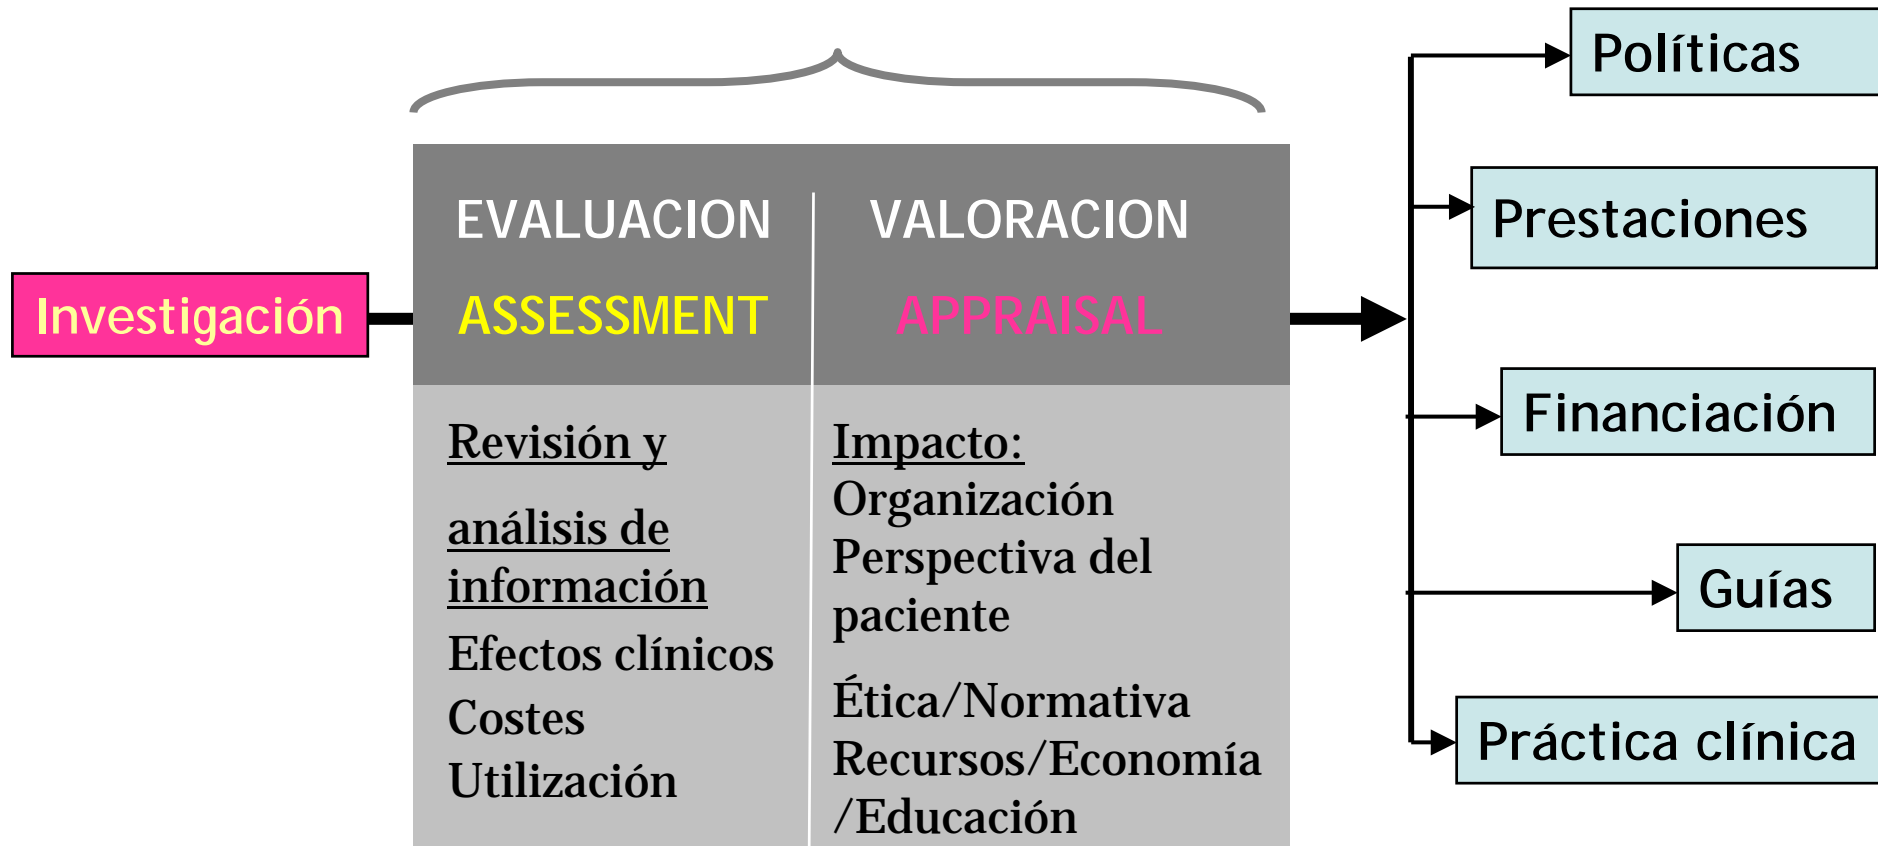 Investigación
EVALUACION
ASSESSMENT
Revisión y
análisis de
información
Efectos clínicos
Costes
Utilización
VALORACION
APPRAISAL
Impacto:
Organización
Perspectiva del
paciente
Ética/Normativa
Recursos/Economía
/Educación
Políticas
Prestaciones
Financiación
Guías
Práctica clínica